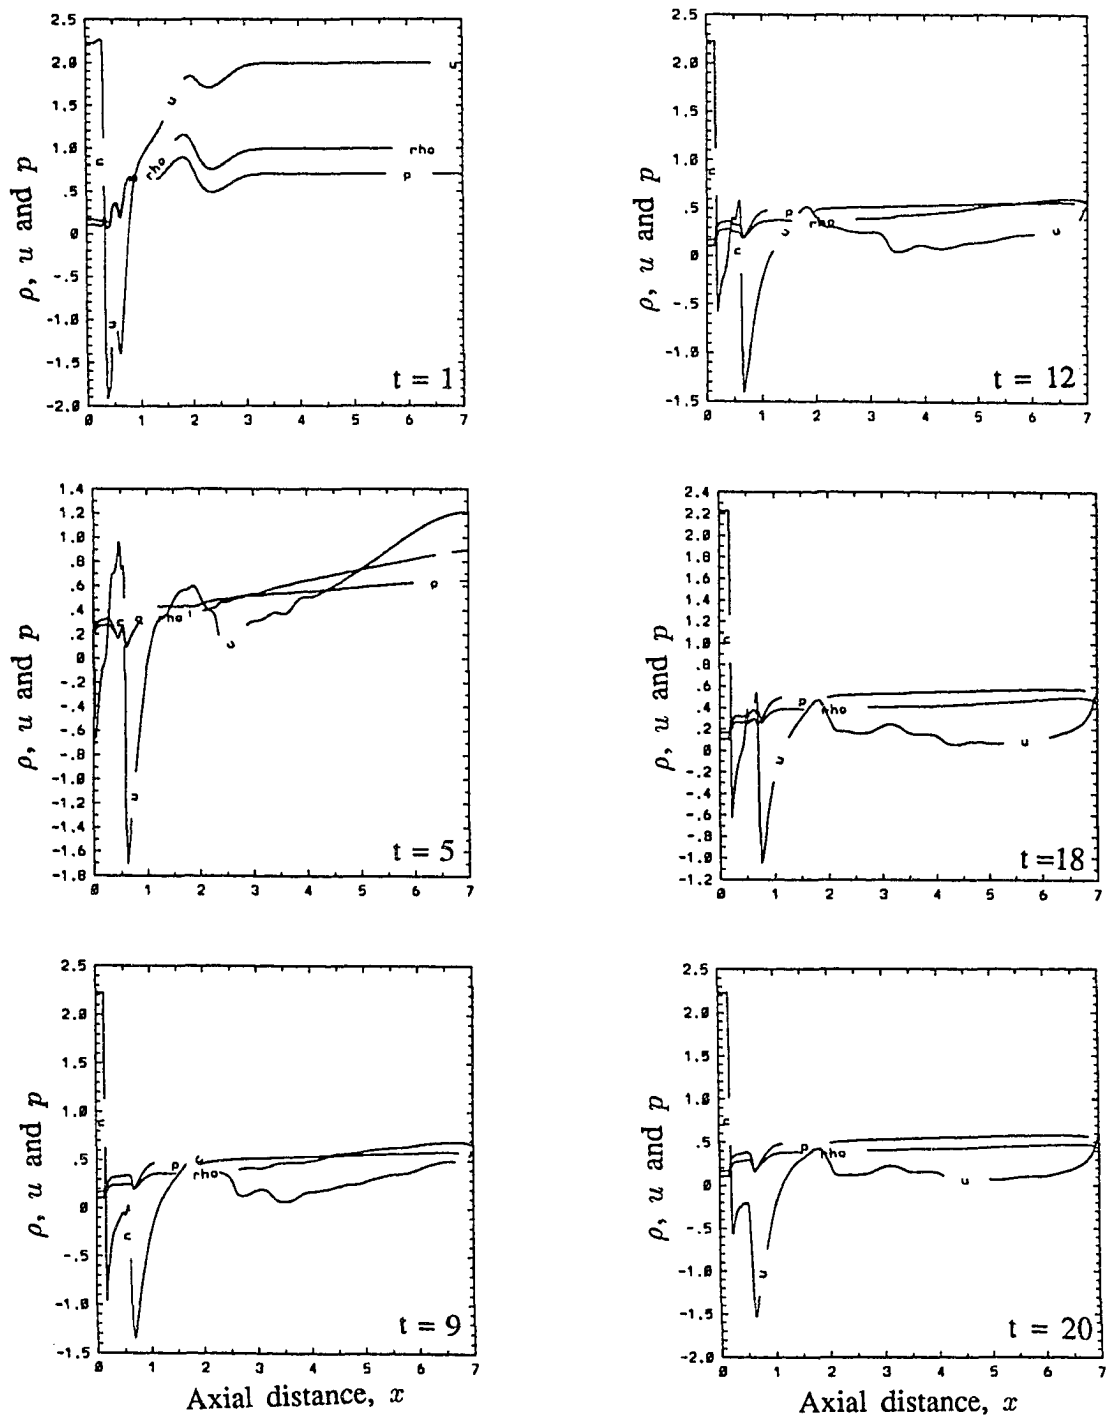 2.5
2.0
1.5
1.0
.5
0
-.5
-1.0
-1.5
-2.0
0 1 2 3 4 5 6 7
ρ, u and p
u
u
u
u
rho
rho
p
t = 1
2.5
2.0
1.5
1.0
.5
0
-.5
-1.0
-1.5
0 1 2 3 4 5 6 7
ρ, u and p
u
u
p
u
rho
u
t = 12
1.4
1.2
1.0
.8
.6
.4
.2
0
-.2
-.4
-.6
-.8
-1.0
-1.2
-1.4
-1.6
-1.8
0 1 2 3 4 5 6 7
ρ, u and p
rho
u
u
p
t = 5
2.4
2.2
2.0
1.8
1.6
1.4
1.2
1.0
.8
.6
.4
.2
0
-.2
-.4
-.6
-.8
-1.0
-1.2
0 1 2 3 4 5 6 7
ρ, u and p
u
u
p
rho
u
t =18
2.5
2.0
1.5
1.0
.5
0
-.5
-1.0
-1.5
0 1 2 3 4 5 6 7
ρ, u and p
u
u
p
u
rho
t = 9
Axial distance, x
2.5
2.0
1.5
1.0
.5
0
-.5
-1.0
-1.5
-2.0
0 1 2 3 4 5 6 7
ρ, u and p
u
u
p
rho
u
t = 20
Axial distance, x